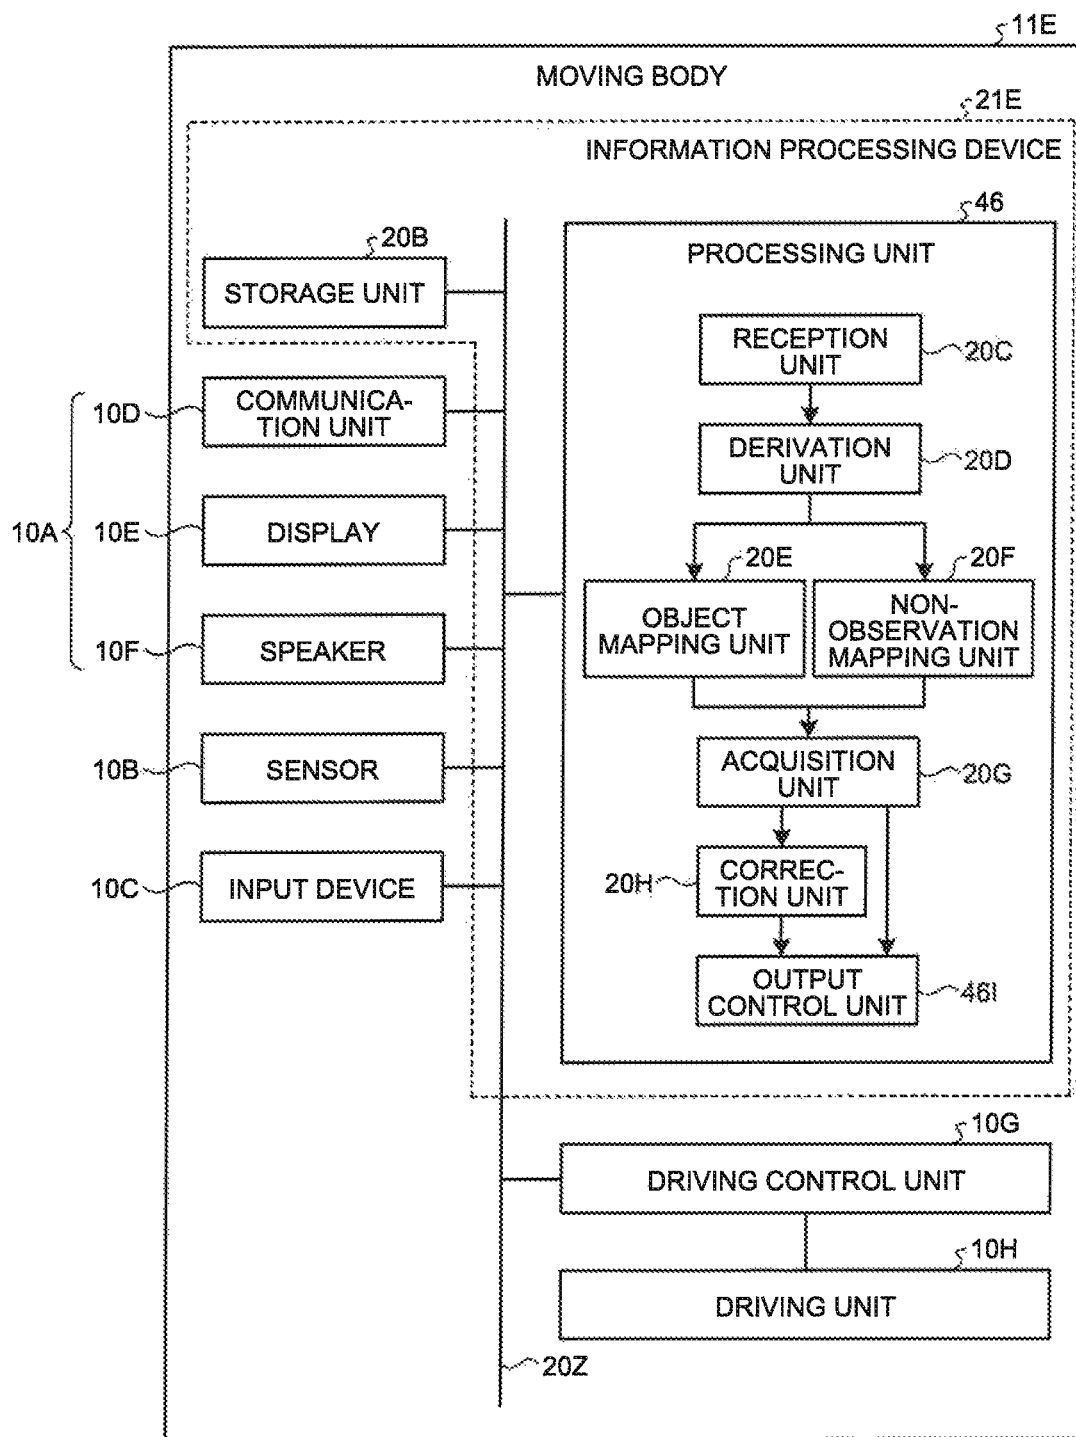 11E
MOVING BODY
21E
INFORMATION PROCESSING DEVICE
46
PROCESSING UNIT
20B
STORAGE UNIT
RECEPTION
UNIT
20C
10A
10D
COMMUNICA-
TION UNIT
DERIVATION
UNIT
20D
10E
DISPLAY
20E
OBJECT
MAPPING UNIT
20F
NON-
OBSERVATION
MAPPING UNIT
10F
SPEAKER
10B
SENSOR
ACQUISITION
UNIT
20G
10C
INPUT DEVICE
20H
CORREC-
TION UNIT
OUTPUT
CONTROL UNIT
46I
10G
DRIVING CONTROL UNIT
10H
DRIVING UNIT
20Z